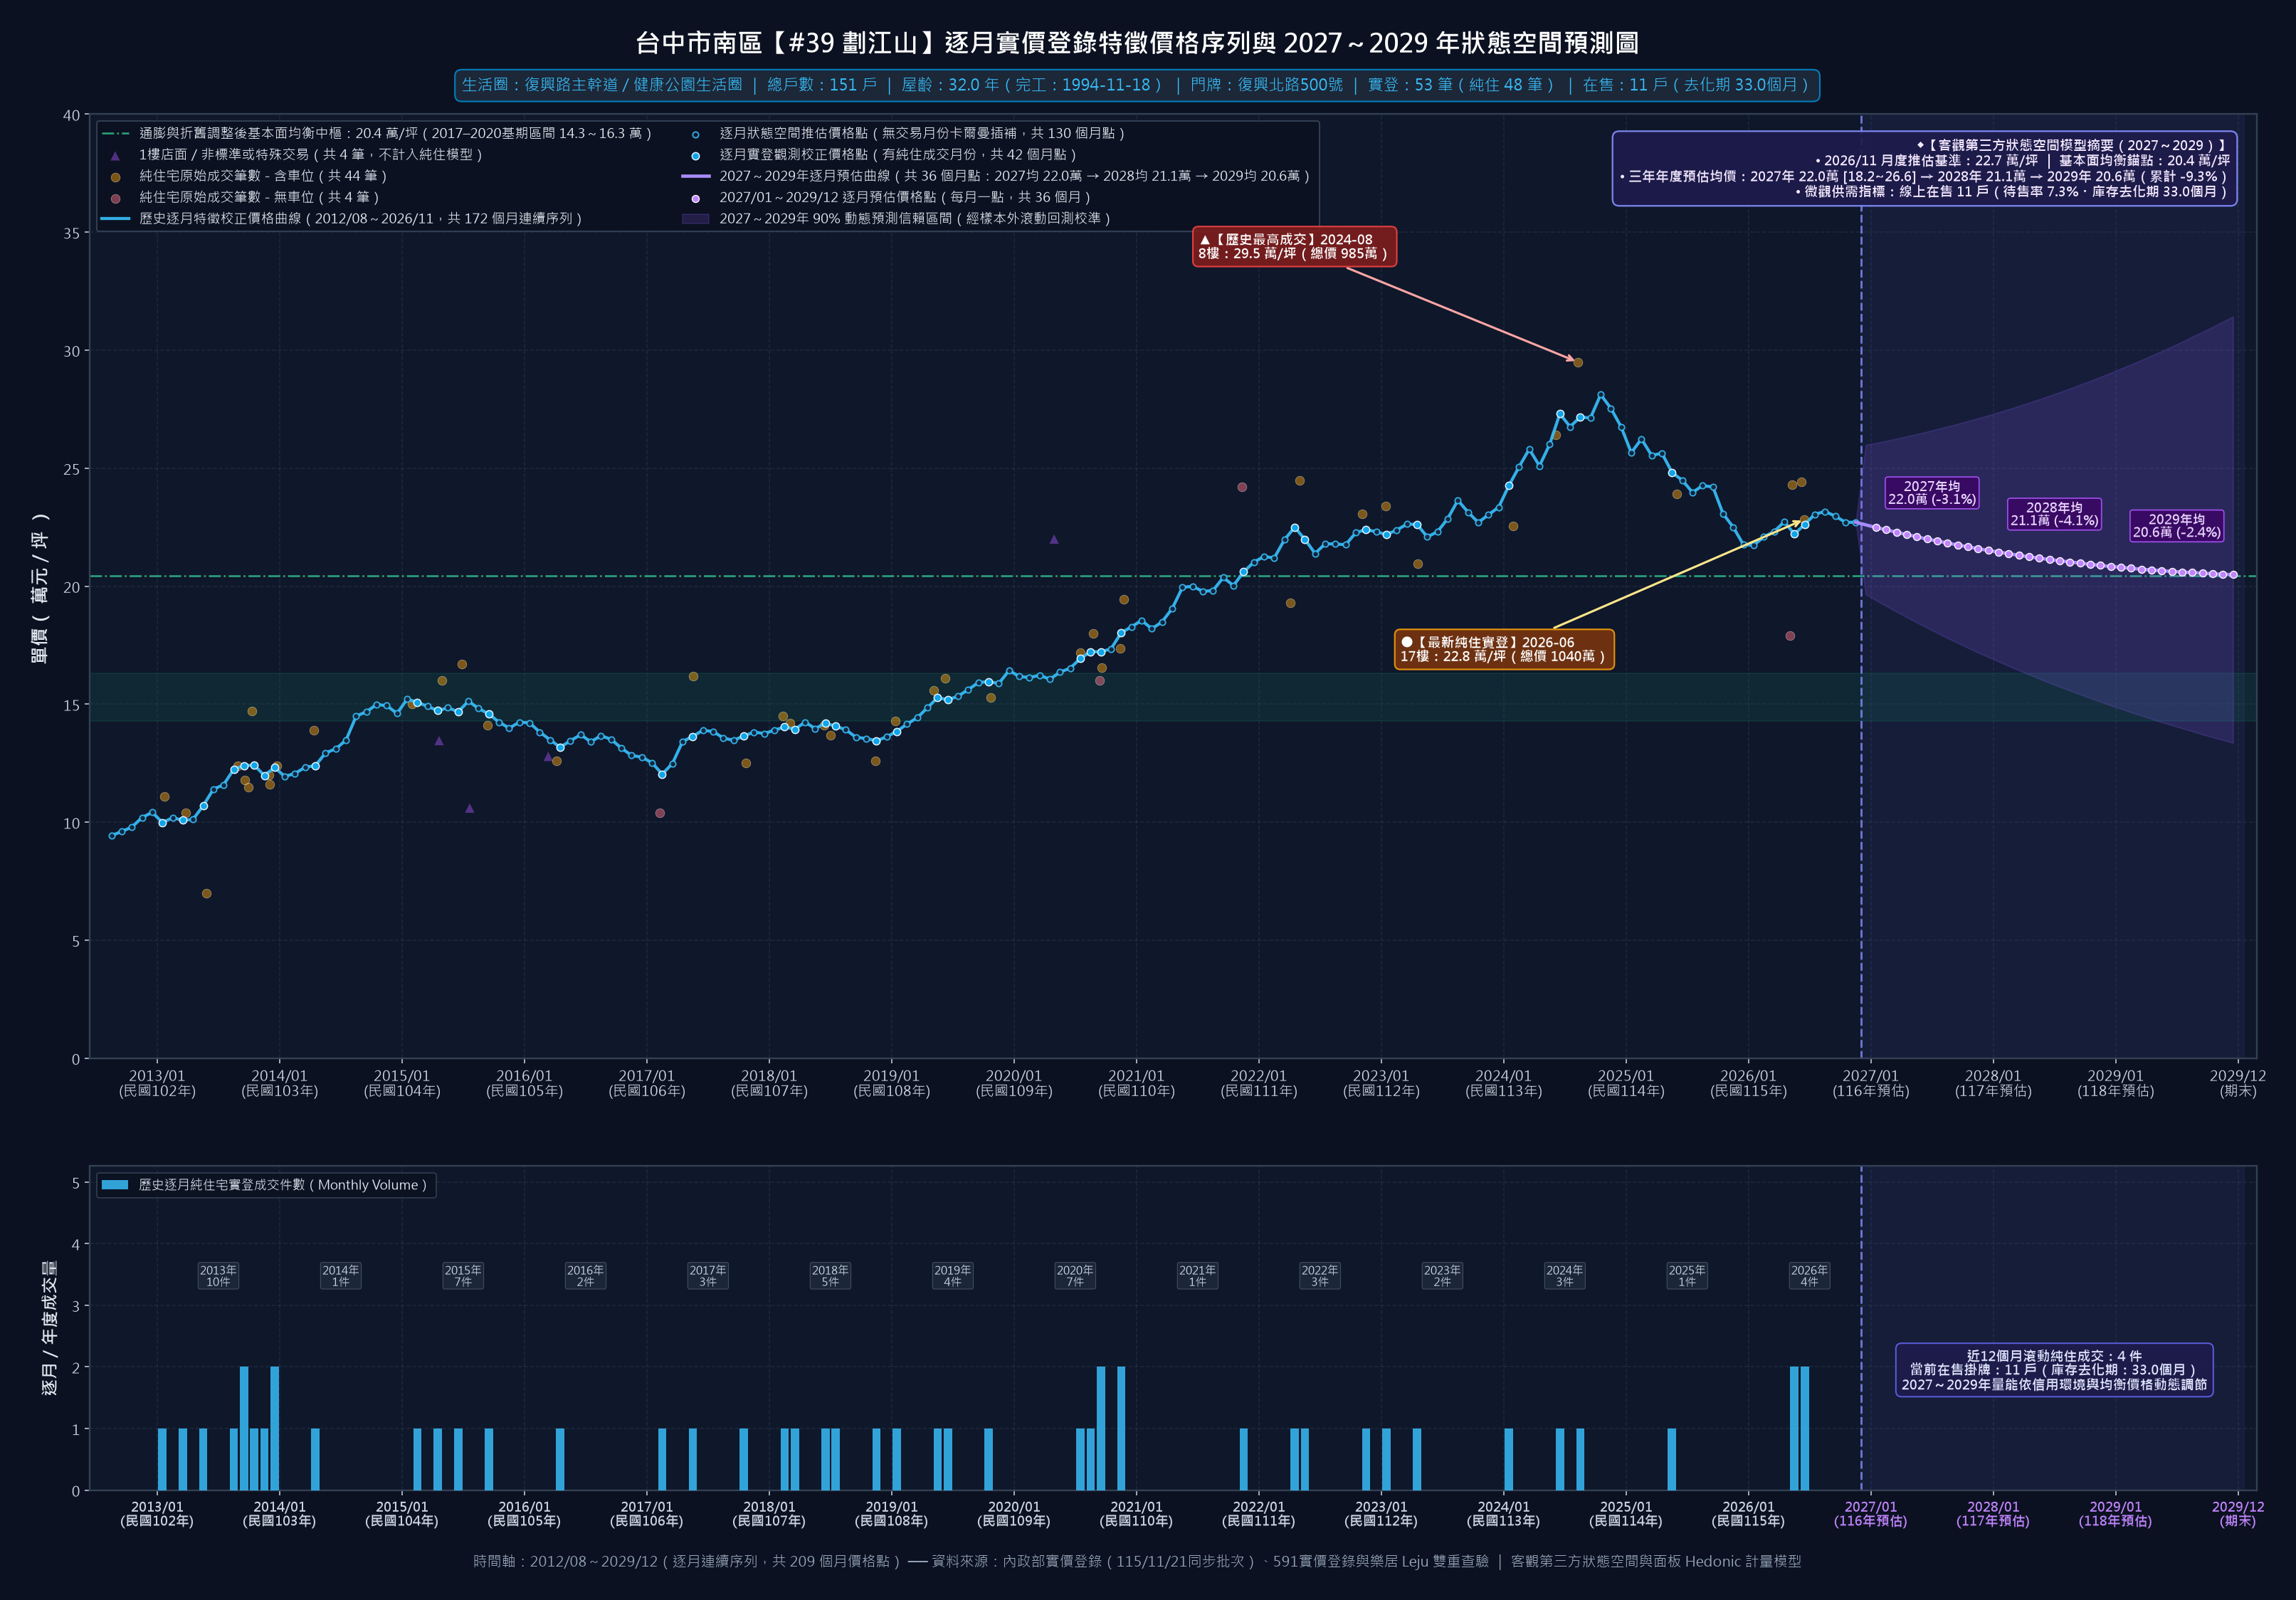 台中市南區【#39 劃江山】逐月實價登錄特徵價格序列與 2027～2029 年狀態空間預測圖
生活圈：復興路主幹道 / 健康公園生活圈 ｜ 總戶數：151 戶 ｜ 屋齡：32.0 年（完工：1994-11-18） ｜ 門牌：復興北路500號 ｜ 實登：53 筆（純住 48 筆） ｜ 在售：11 戶（去化期 33.0個月）
通膨與折舊調整後基本面均衡中樞：20.4 萬/坪（2017–2020基期區間 14.3～16.3 萬）
1樓店面 / 非標準或特殊交易（共 4 筆，不計入純住模型）
純住宅原始成交筆數 - 含車位（共 44 筆）
純住宅原始成交筆數 - 無車位（共 4 筆）
歷史逐月特徵校正價格曲線（2012/08～2026/11，共 172 個月連續序列）
逐月狀態空間推估價格點（無交易月份卡爾曼插補，共 130 個月點）
逐月實登觀測校正價格點（有純住成交月份，共 42 個月點）
2027～2029年逐月預估曲線（共 36 個月點：2027均 22.0萬 → 2028均 21.1萬 → 2029均 20.6萬）
2027/01～2029/12 逐月預估價格點（每月一點，共 36 個月）
2027～2029年 90% 動態預測信賴區間（經樣本外滾動回測校準）
◆【客觀第三方狀態空間模型摘要（2027～2029）】
• 2026/11 月度推估基準：22.7 萬/坪 ｜ 基本面均衡錨點：20.4 萬/坪
• 三年年度預估均價：2027年 22.0萬 [18.2~26.6] → 2028年 21.1萬 → 2029年 20.6萬（累計 -9.3%）
• 微觀供需指標：線上在售 11 戶（待售率 7.3%・庫存去化期 33.0個月）
▲【歷史最高成交】2024-08
8樓：29.5 萬/坪（總價 985萬）
2027年均
22.0萬 (-3.1%)
2028年均
21.1萬 (-4.1%)
2029年均
20.6萬 (-2.4%)
●【最新純住實登】2026-06
17樓：22.8 萬/坪（總價 1040萬）
單價（萬元/坪）
40
35
30
25
20
15
10
5
0
2013/01
(民國102年)
2014/01
(民國103年)
2015/01
(民國104年)
2016/01
(民國105年)
2017/01
(民國106年)
2018/01
(民國107年)
2019/01
(民國108年)
2020/01
(民國109年)
2021/01
(民國110年)
2022/01
(民國111年)
2023/01
(民國112年)
2024/01
(民國113年)
2025/01
(民國114年)
2026/01
(民國115年)
2027/01
(116年預估)
2028/01
(117年預估)
2029/01
(118年預估)
2029/12
(期末)
歷史逐月純住宅實登成交件數（Monthly Volume）
逐月 / 年度成交量
5
4
3
2
1
0
2013年
10件
2014年
1件
2015年
7件
2016年
2件
2017年
3件
2018年
5件
2019年
4件
2020年
7件
2021年
1件
2022年
3件
2023年
2件
2024年
3件
2025年
1件
2026年
4件
近12個月滾動純住成交：4 件
當前在售掛牌：11 戶（庫存去化期：33.0個月）
2027～2029年量能依信用環境與均衡價格動態調節
2013/01
(民國102年)
2014/01
(民國103年)
2015/01
(民國104年)
2016/01
(民國105年)
2017/01
(民國106年)
2018/01
(民國107年)
2019/01
(民國108年)
2020/01
(民國109年)
2021/01
(民國110年)
2022/01
(民國111年)
2023/01
(民國112年)
2024/01
(民國113年)
2025/01
(民國114年)
2026/01
(民國115年)
2027/01
(116年預估)
2028/01
(117年預估)
2029/01
(118年預估)
2029/12
(期末)
時間軸：2012/08～2029/12（逐月連續序列，共 209 個月價格點）── 資料來源：內政部實價登錄（115/11/21同步批次）、591實價登錄與樂居 Leju 雙重查驗 ｜ 客觀第三方狀態空間與面板 Hedonic 計量模型